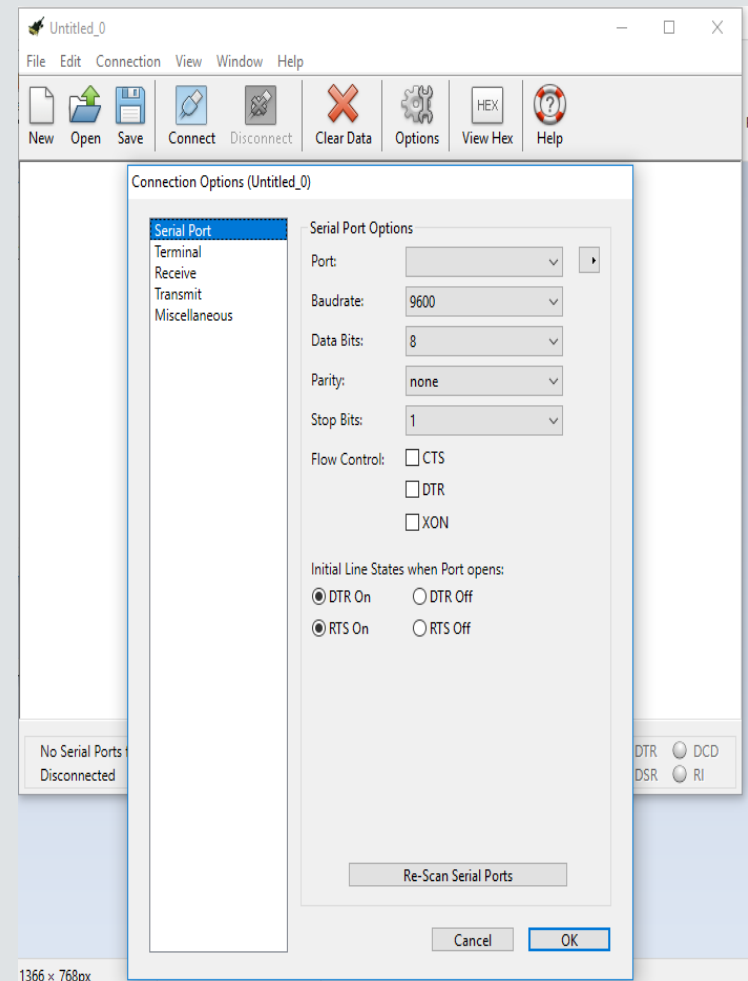 Untitled_0
File Edit Connection View Window Help
HEX
New Open Save Connect Disconnect Clear Data Options View Hex Help
Connection Options (Untitled_0)
Serial Port
Terminal
Receive
Transmit
Miscellaneous
Serial Port Options
Port:
Baudrate: 9600
Data Bits: 8
Parity: none
Stop Bits: 1
Flow Control: CTS
DTR
XON
Initial Line States when Port opens:
DTR On DTR Off
RTS On RTS Off
Re-Scan Serial Ports
Cancel OK
No Serial Ports
Disconnected
DTR DCD
DSR RI
1366 × 768px